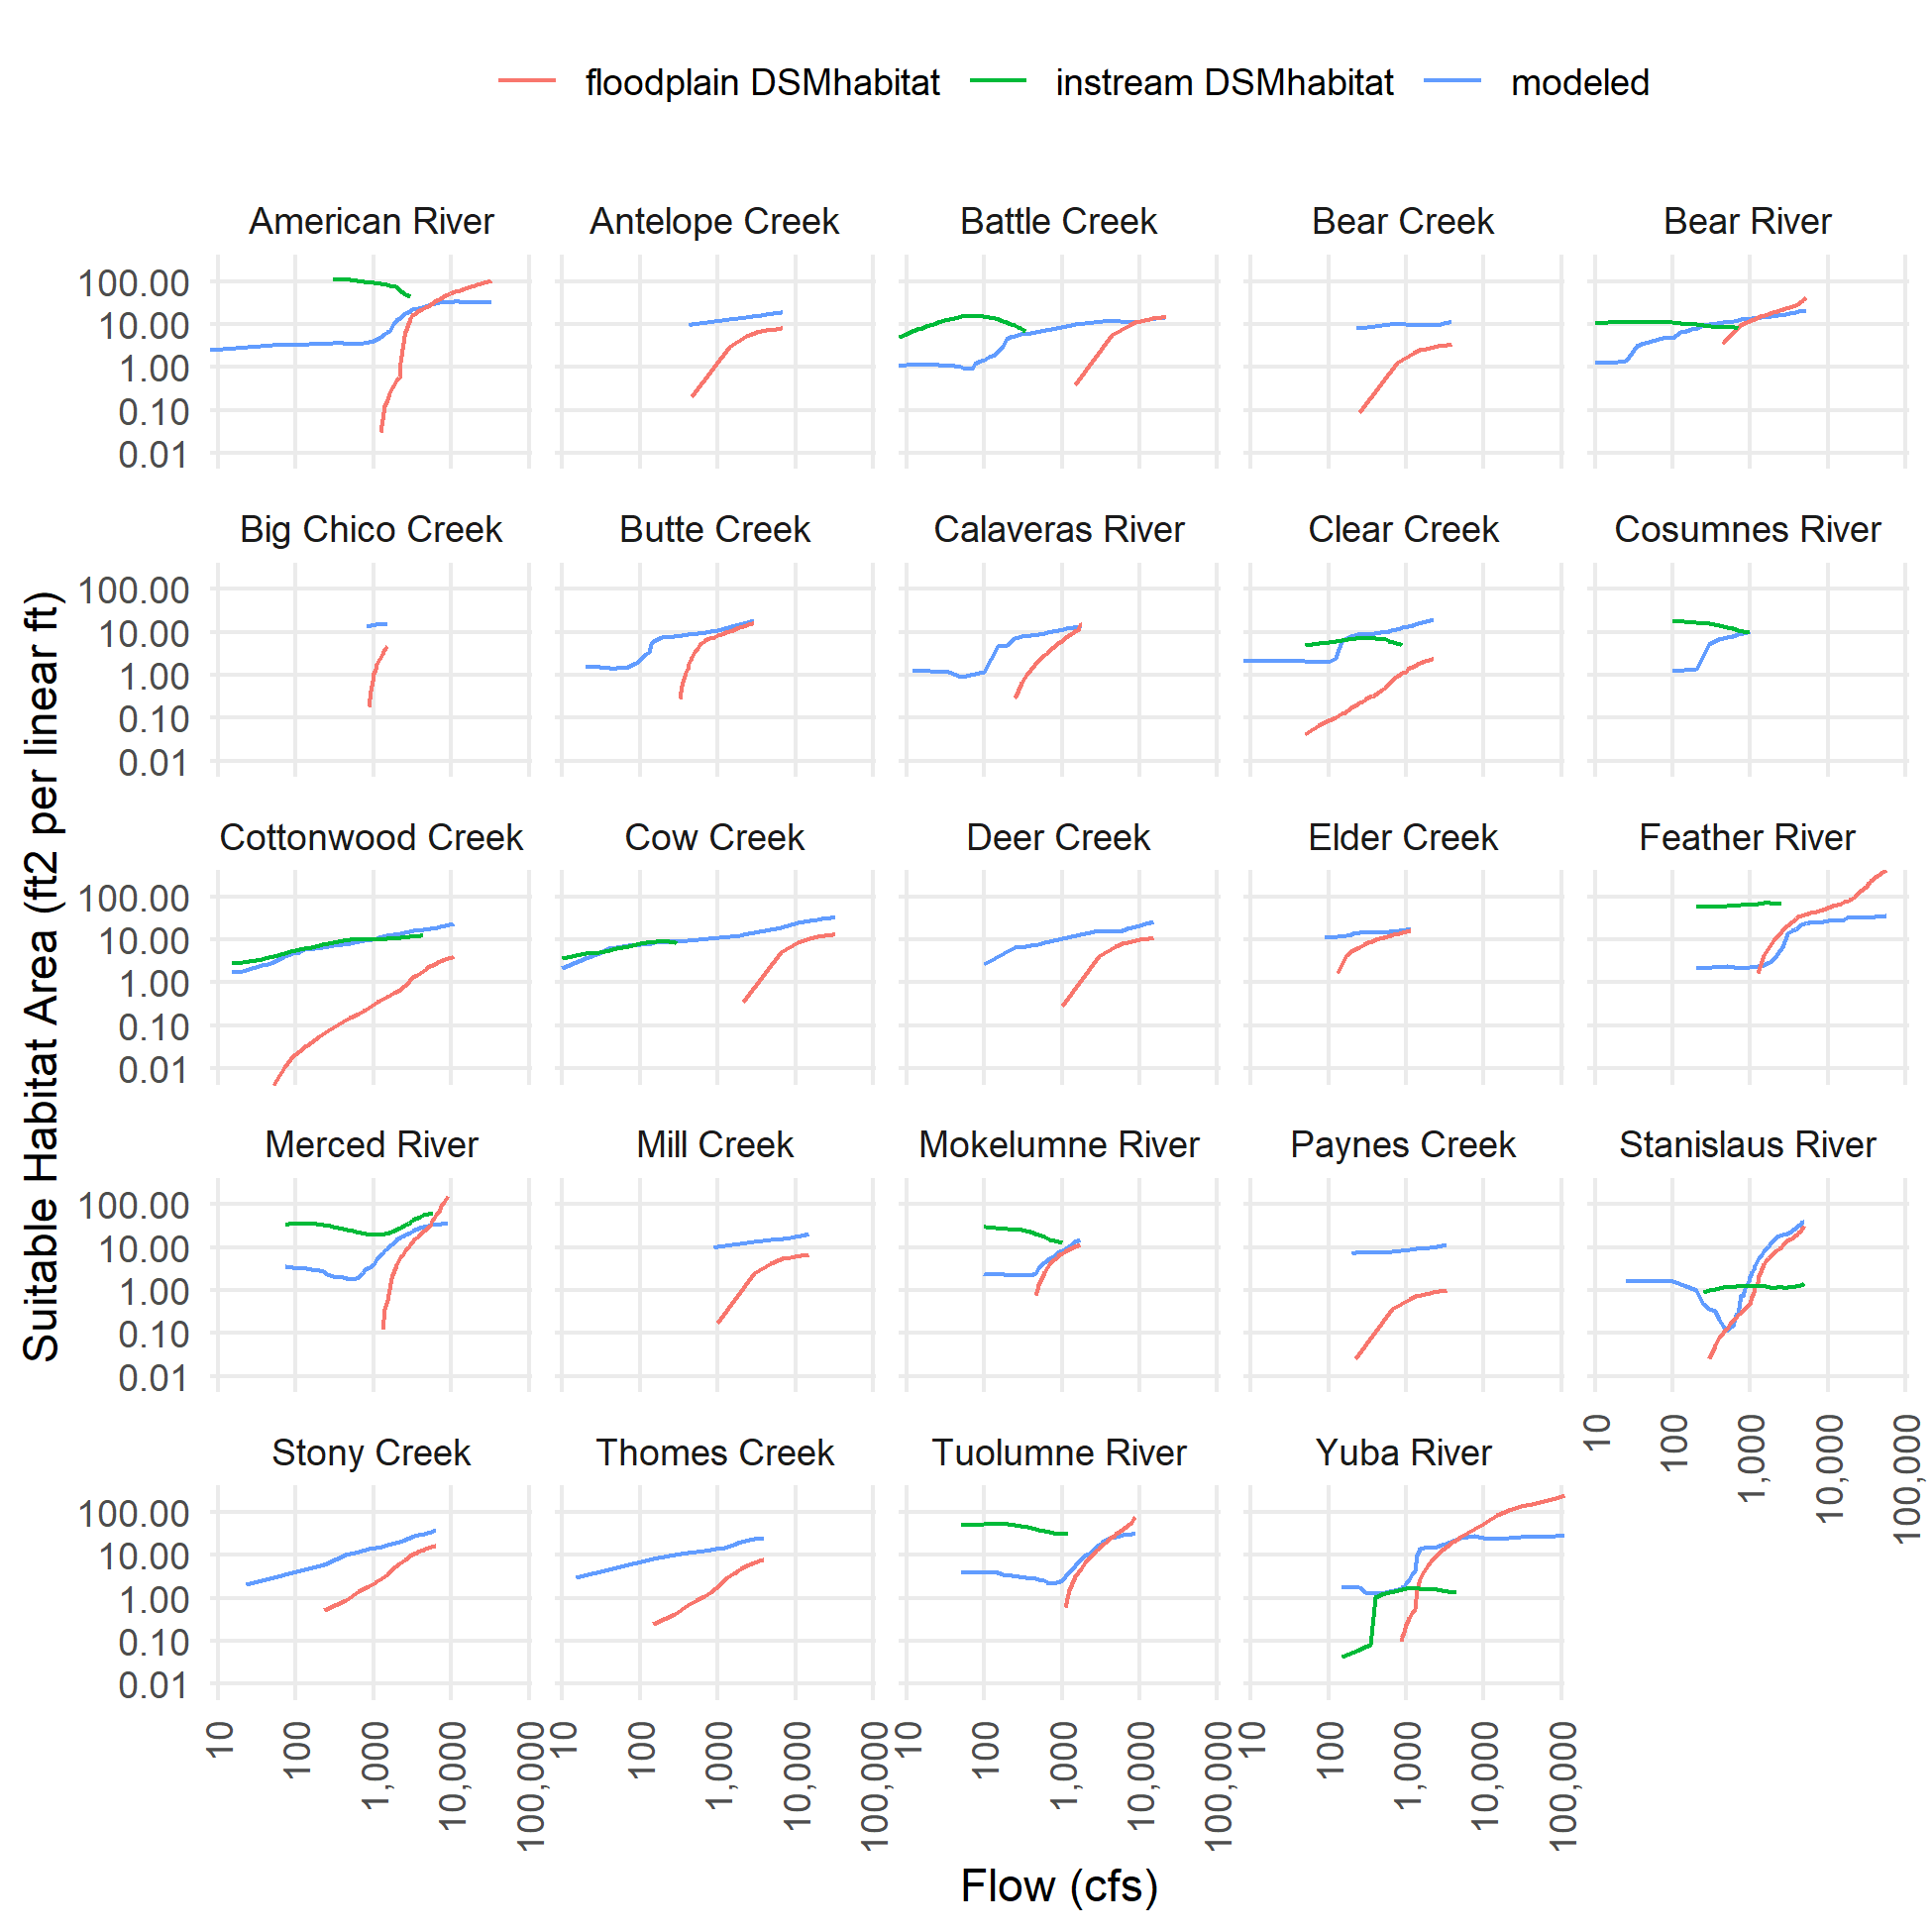 floodplain DSMhabitat instream DSMhabitat modeled
American River Antelope Creek Battle Creek Bear Creek Bear River
100.00
10.00
1.00
0.10
0.01
Big Chico Creek Butte Creek Calaveras River Clear Creek Cosumnes River
100.00
10.00
1.00
0.10
0.01
Cottonwood Creek Cow Creek Deer Creek Elder Creek Feather River
100.00
10.00
1.00
0.10
0.01
Merced River Mill Creek Mokelumne River Paynes Creek Stanislaus River
100.00
10.00
1.00
0.10
0.01
10 100 1,000 10,000 100,000
Stony Creek Thomes Creek Tuolumne River Yuba River
100.00
10.00
1.00
0.10
0.01
10 100 1,000 10,000 100,000 10 100 1,000 10,000 100,000 10 100 1,000 10,000 100,000 10 100 1,000 10,000 100,000
Flow (cfs)
Suitable Habitat Area (ft2 per linear ft)